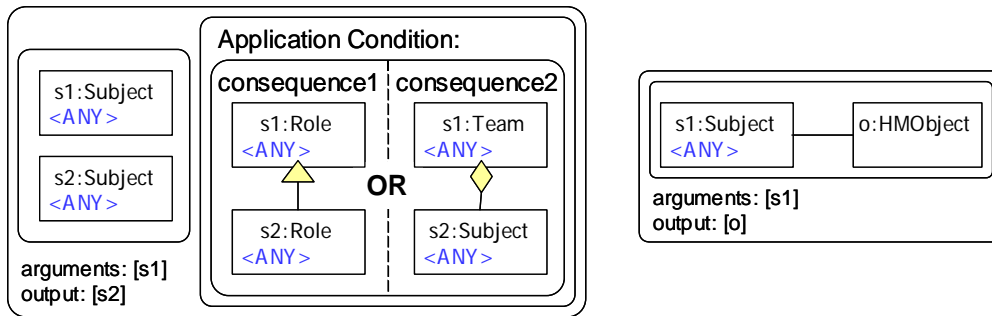 s1:Subject
<ANY>
s2:Subject
<ANY>
arguments: [s1]
output: [s2]
Application Condition:
consequence1
s1:Role
<ANY>
s2:Role
<ANY>
OR
consequence2
s1:Team
<ANY>
s2:Subject
<ANY>
s1:Subject
<ANY>
o:HMObject
arguments: [s1]
output: [o]